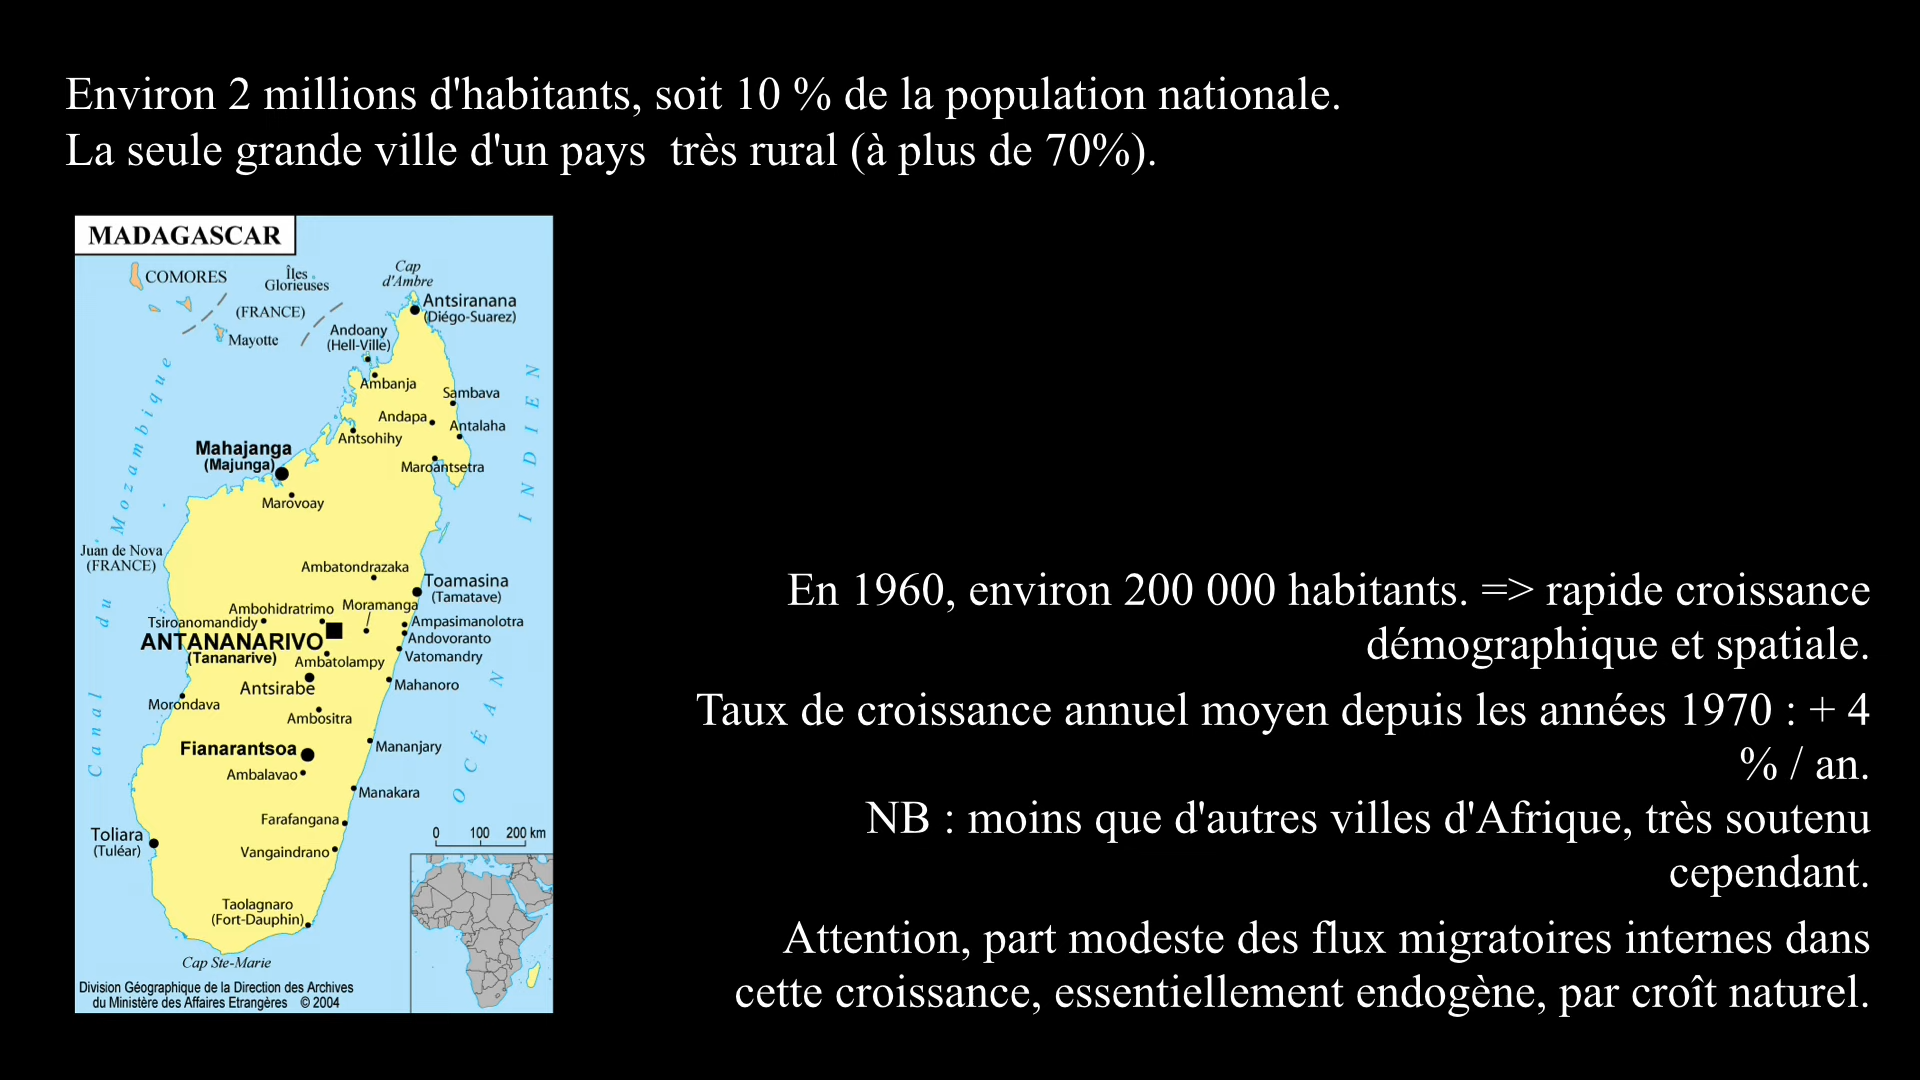 Environ 2 millions d'habitants, soit 10 % de la population nationale.
La seule grande ville d'un pays  très rural (à plus de 70%).
MADAGASCAR
COMORES
Îles
Glorieuses
(FRANCE)
Mayotte
Cap
d'Ambre
Antsiranana
(Diégo-Suarez)
Andoany
(Hell-Ville)
Ambanja
Sambava
Andapa
Antalaha
Antsohihy
Mahajanga
(Majunga)
Maroantsetra
Marovoay
Canal du Mozambique
OCÉAN INDIEN
Juan de Nova
(FRANCE)
Ambatondrazaka
Toamasina
(Tamatave)
Ambohidratrimo
Moramanga
Tsiroanomandidy
Ampasimanolotra
ANTANANARIVO
(Tananarive)
Andovoranto
Ambatolampy
Vatomandry
Antsirabe
Mahanoro
Morondava
Ambositra
Fianarantsoa
Mananjary
Ambalavao
Manakara
Farafangana
Toliara
(Tuléar)
Vangaindrano
0 100 200 km
Taolagnaro
(Fort-Dauphin)
Cap Ste-Marie
Division Géographique de la Direction des Archives
du Ministère des Affaires Etrangères © 2004
En 1960, environ 200 000 habitants. => rapide croissance
démographique et spatiale.
Taux de croissance annuel moyen depuis les années 1970 : + 4
% / an.
NB : moins que d'autres villes d'Afrique, très soutenu
cependant.
Attention, part modeste des flux migratoires internes dans
cette croissance, essentiellement endogène, par croît naturel.